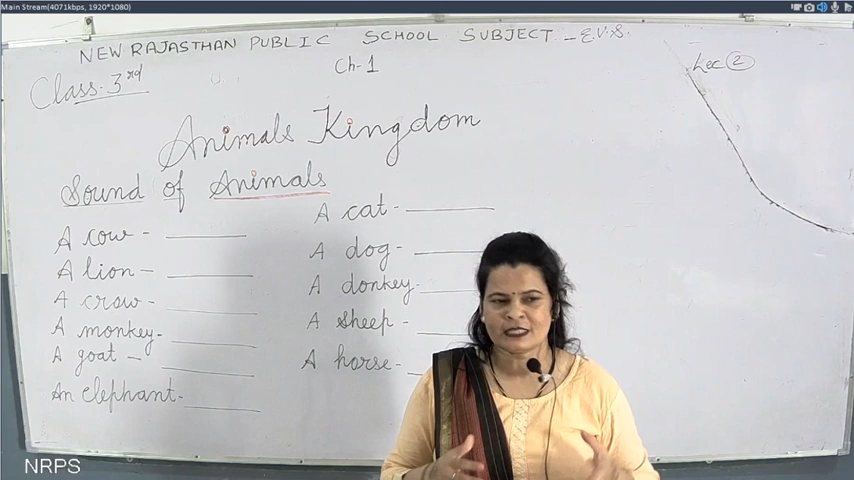 Main Stream(4071kbps, 1920*1080)
NEW RAJASTHAN PUBLIC SCHOOL SUBJECT - E.V.S.
Class - 3rd
Ch-1
Lec 2
Animals Kingdom
Sound of Animals
A cow -
A lion -
A crow -
A monkey -
A goat -
An elephant -
A cat -
A dog -
A donkey -
A sheep -
A horse -
NRPS